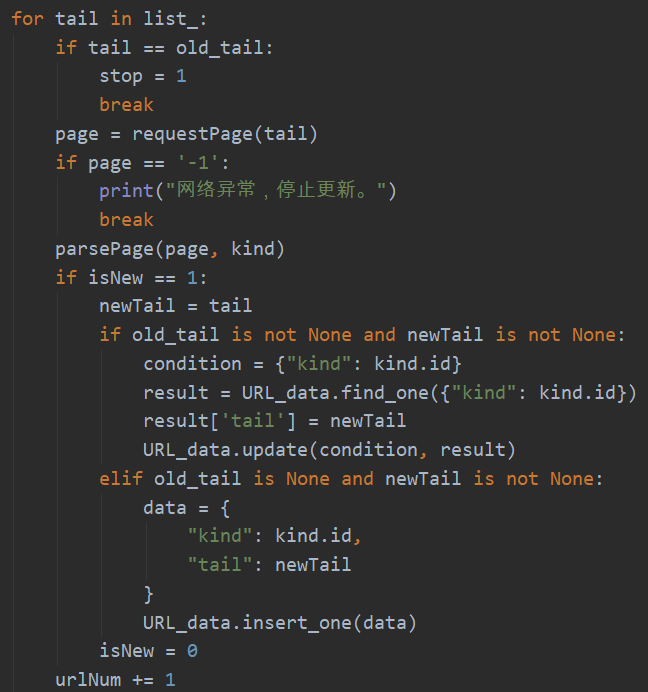 for tail in list_:
    if tail == old_tail:
        stop = 1
        break
    page = requestPage(tail)
    if page == '-1':
        print("网络异常，停止更新。")
        break
    parsePage(page, kind)
    if isNew == 1:
        newTail = tail
        if old_tail is not None and newTail is not None:
            condition = {"kind": kind.id}
            result = URL_data.find_one({"kind": kind.id})
            result['tail'] = newTail
            URL_data.update(condition, result)
        elif old_tail is None and newTail is not None:
            data = {
                "kind": kind.id,
                "tail": newTail
            }
            URL_data.insert_one(data)
        isNew = 0
    urlNum += 1